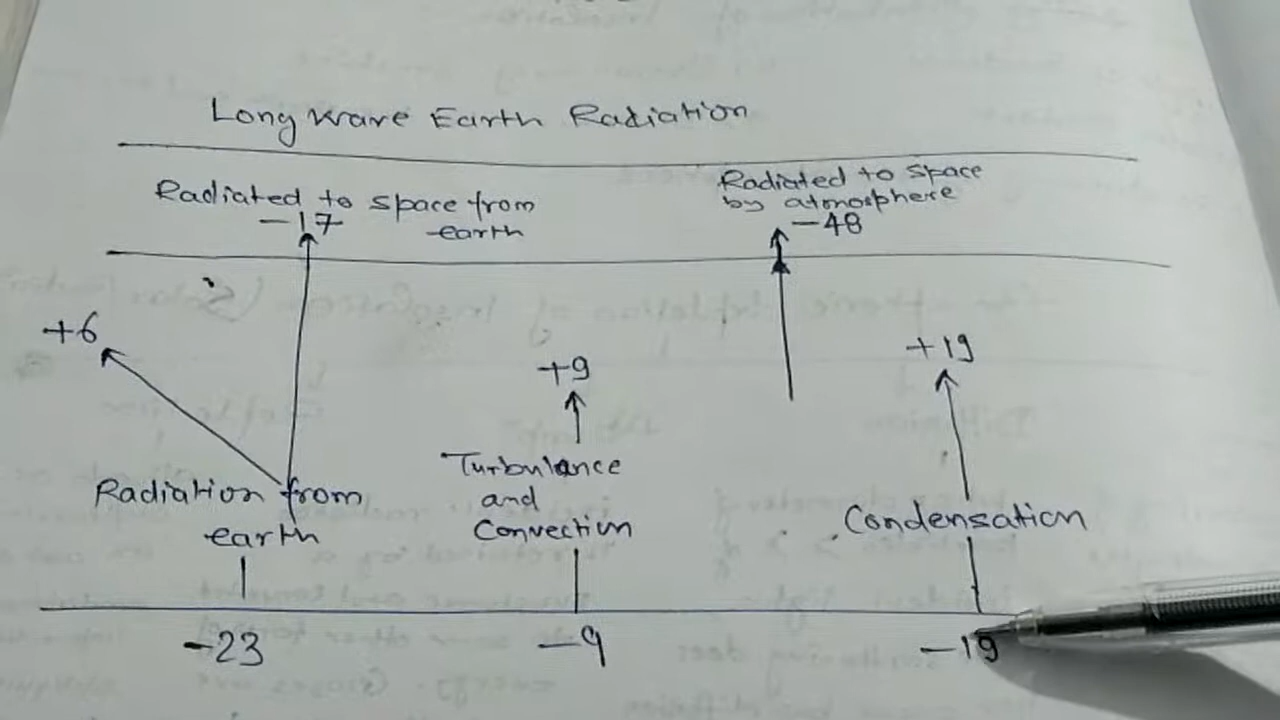 Long wave Earth Radiation
Radiated to space from
earth
-17
Radiated to space
by atmosphere
-48
+6
+9
+19
Turbulance
and
Convection
Radiation from
earth
Condensation
-23
-9
-19